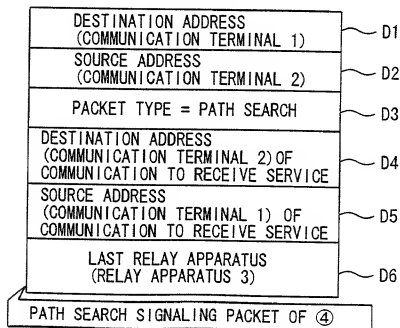 DESTINATION ADDRESS
(COMMUNICATION TERMINAL 1)
D1
SOURCE ADDRESS
(COMMUNICATION TERMINAL 2)
D2
PACKET TYPE = PATH SEARCH
D3
DESTINATION ADDRESS
(COMMUNICATION TERMINAL 2)OF
COMMUNICATION TO RECEIVE SERVICE
D4
SOURCE ADDRESS
(COMMUNICATION TERMINAL 1) OF
COMMUNICATION TO RECEIVE SERVICE
D5
LAST RELAY APPARATUS
(RELAY APPARATUS 3)
D6
PATH SEARCH SIGNALING PACKET OF ④